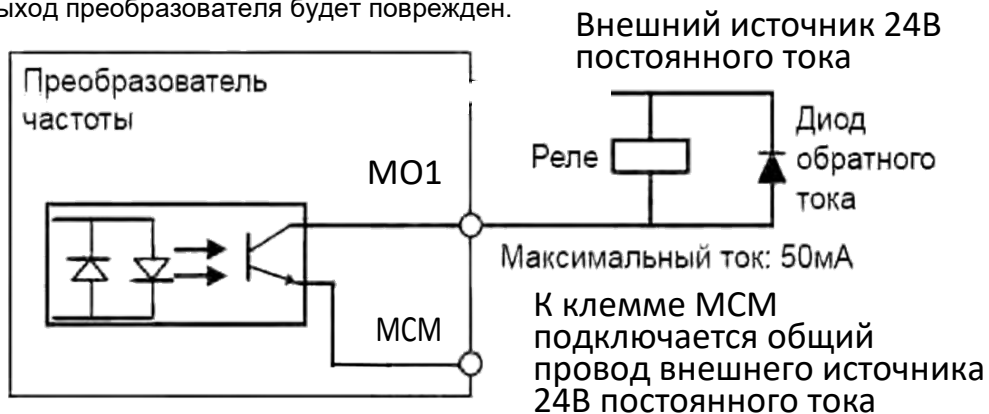 ыход преобразователя будет поврежден.
Внешний источник 24В
постоянного тока
Преобразователь
частоты
Реле
Диод
обратного
тока
МО1
Максимальный ток: 50мА
МСМ
К клемме МСМ
подключается общий
провод внешнего источника
24В постоянного тока